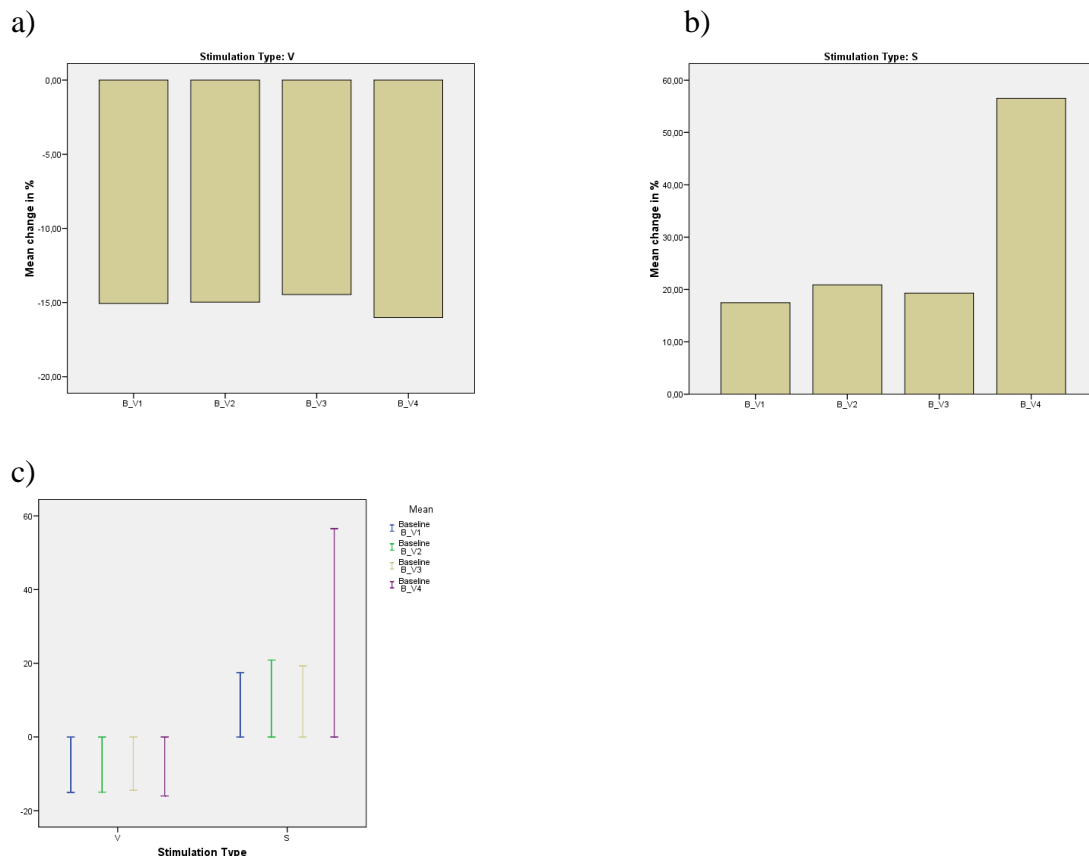 a)
Stimulation Type: V
Mean change in %
0,00
-5,00
-10,00
-15,00
-20,00
B_V1
B_V2
B_V3
B_V4
b)
Stimulation Type: S
Mean change in %
60,00
50,00
40,00
30,00
20,00
10,00
0,00
B_V1
B_V2
B_V3
B_V4
c)
60
40
20
0
-20
V
S
Stimulation Type
Mean
Baseline
B_V1
Baseline
B_V2
Baseline
B_V3
Baseline
B_V4